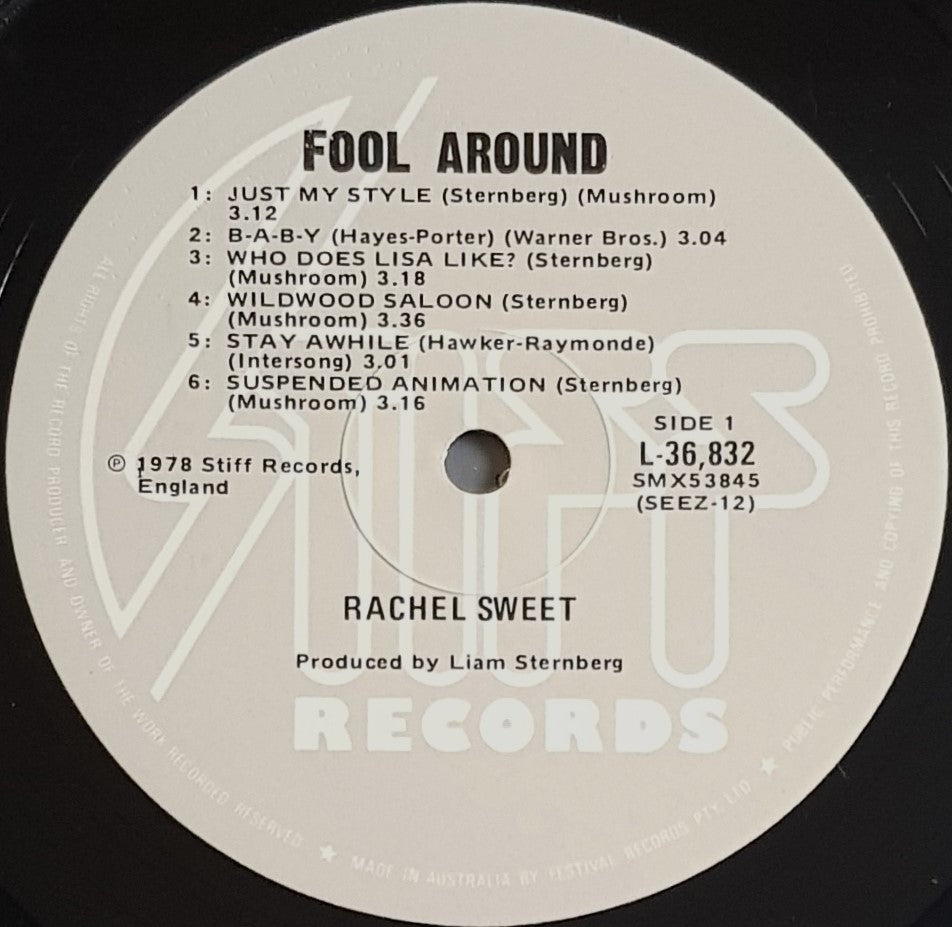 FOOL AROUND
1: JUST MY STYLE (Sternberg) (Mushroom)
3.12
2: B-A-B-Y (Hayes-Porter) (Warner Bros.) 3.04
3: WHO DOES LISA LIKE? (Sternberg)
(Mushroom) 3.18
4: WILDWOOD SALOON (Sternberg)
(Mushroom) 3.36
5: STAY AWHILE (Hawker-Raymonde)
(Intersong) 3.01
6: SUSPENDED ANIMATION (Sternberg)
(Mushroom) 3.16
℗ 1978 Stiff Records,
England
SIDE 1
L-36,832
SMX53845
(SEEZ-12)
STIFF
RACHEL SWEET
Produced by Liam Sternberg
RECORDS
ALL RIGHTS OF THE RECORD PRODUCER AND OWNER OF THE WORK RECORDED RESERVED ★ MADE IN AUSTRALIA BY FESTIVAL RECORDS PTY. LTD ★ PUBLIC PERFORMANCE AND COPYING OF THIS RECORD PROHIBITED